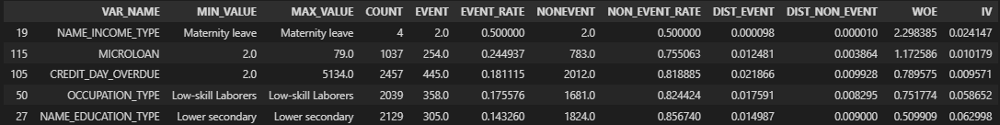 VAR_NAME MIN_VALUE MAX_VALUE COUNT EVENT EVENT_RATE NONEVENT NON_EVENT_RATE DIST_EVENT DIST_NON_EVENT WOE IV
19 NAME_INCOME_TYPE Maternity leave Maternity leave 4 2.0 0.500000 2.0 0.500000 0.000098 0.000010 2.298385 0.024147
115 MICROLOAN 2.0 79.0 1037 254.0 0.244937 783.0 0.755063 0.012481 0.003864 1.172586 0.010179
105 CREDIT_DAY_OVERDUE 2.0 5134.0 2457 445.0 0.181115 2012.0 0.818885 0.021866 0.009928 0.789575 0.009571
50 OCCUPATION_TYPE Low-skill Laborers Low-skill Laborers 2039 358.0 0.175576 1681.0 0.824424 0.017591 0.008295 0.751774 0.058652
27 NAME_EDUCATION_TYPE Lower secondary Lower secondary 2129 305.0 0.143260 1824.0 0.856740 0.014987 0.009000 0.509909 0.062998